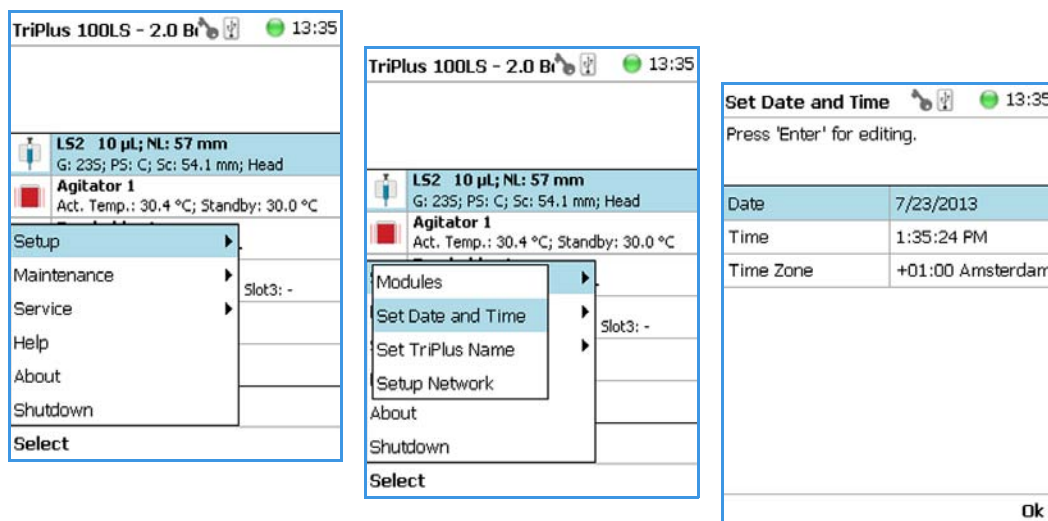 TriPlus 100LS - 2.0 Br 13:35
LS2 10 µL; NL: 57 mm
G: 23S; PS: C; Sc: 54.1 mm; Head
Agitator 1
Act. Temp.: 30.4 °C; Standby: 30.0 °C
Setup
Maintenance
Slot3: -
Service
Help
About
Shutdown
Select
TriPlus 100LS - 2.0 Br 13:35
LS2 10 µL; NL: 57 mm
G: 23S; PS: C; Sc: 54.1 mm; Head
Agitator 1
Act. Temp.: 30.4 °C; Standby: 30.0 °C
Modules
Set Date and Time
Slot3: -
Set TriPlus Name
Setup Network
About
Shutdown
Select
Set Date and Time 13:35
Press 'Enter' for editing.
Date 7/23/2013
Time 1:35:24 PM
Time Zone +01:00 Amsterdam
Ok